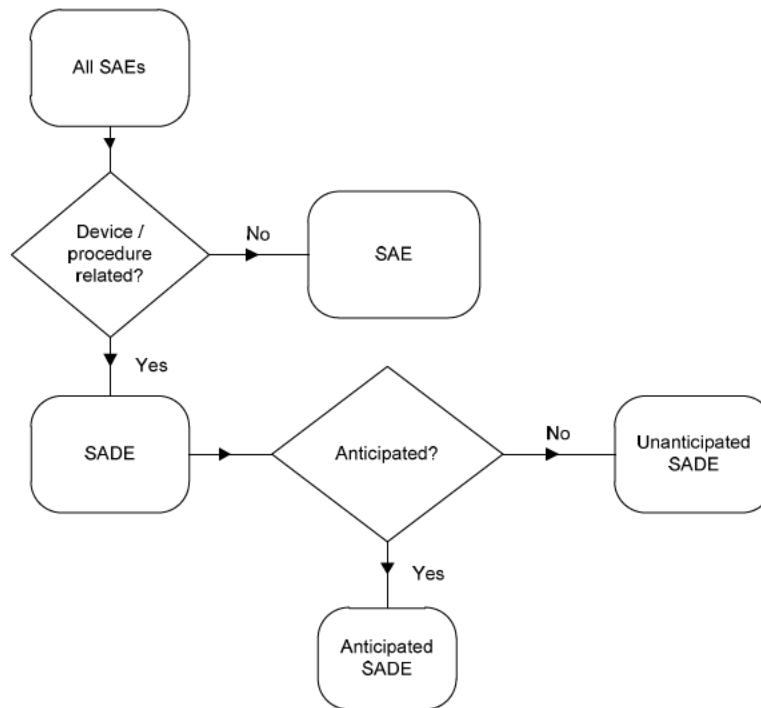 All SAEs
Device /
procedure
related?
No
SAE
Yes
SADE
Anticipated?
No
Unanticipated
SADE
Yes
Anticipated
SADE